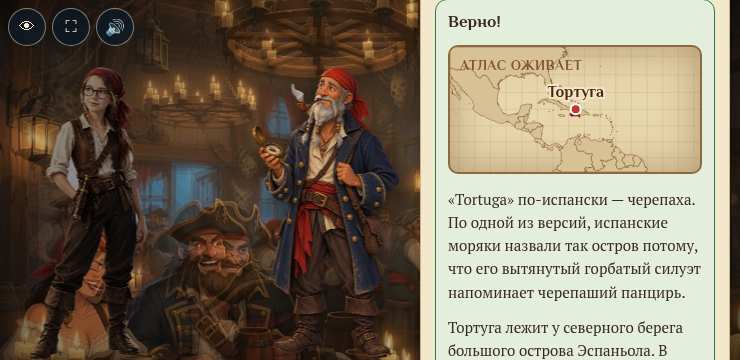 Верно!
АТЛАС ОЖИВАЕТ
Тортуга
«Tortuga» по-испански — черепаха.
По одной из версий, испанские
моряки назвали так остров потому,
что его вытянутый горбатый силуэт
напоминает черепаший панцирь.
Тортуга лежит у северного берега
большого острова Эспаньола. В